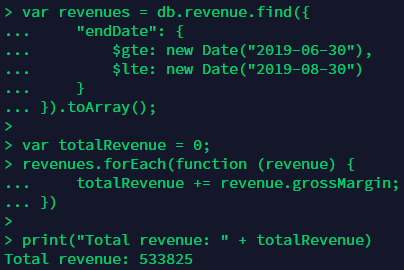 > var revenues = db.revenue.find({
...     "endDate": {
...         $gte: new Date("2019-06-30"),
...         $lte: new Date("2019-08-30")
...     }
... }).toArray();
>
> var totalRevenue = 0;
> revenues.forEach(function (revenue) {
...     totalRevenue += revenue.grossMargin;
... })
>
> print("Total revenue: " + totalRevenue)
Total revenue: 533825